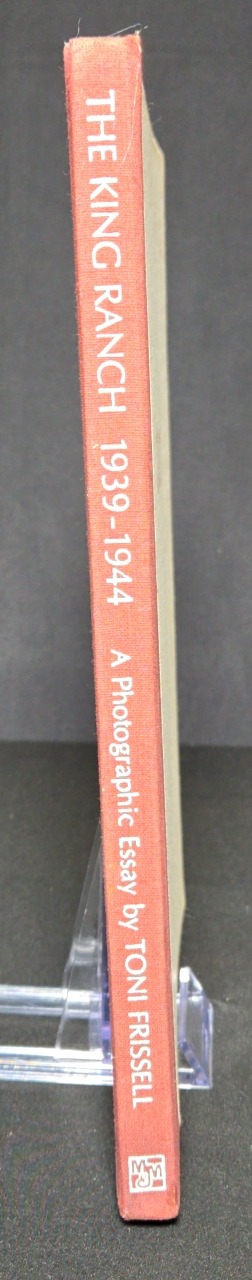 THE KING RANCH 1939-1944 A Photographic Essay by TONI FRISSELL